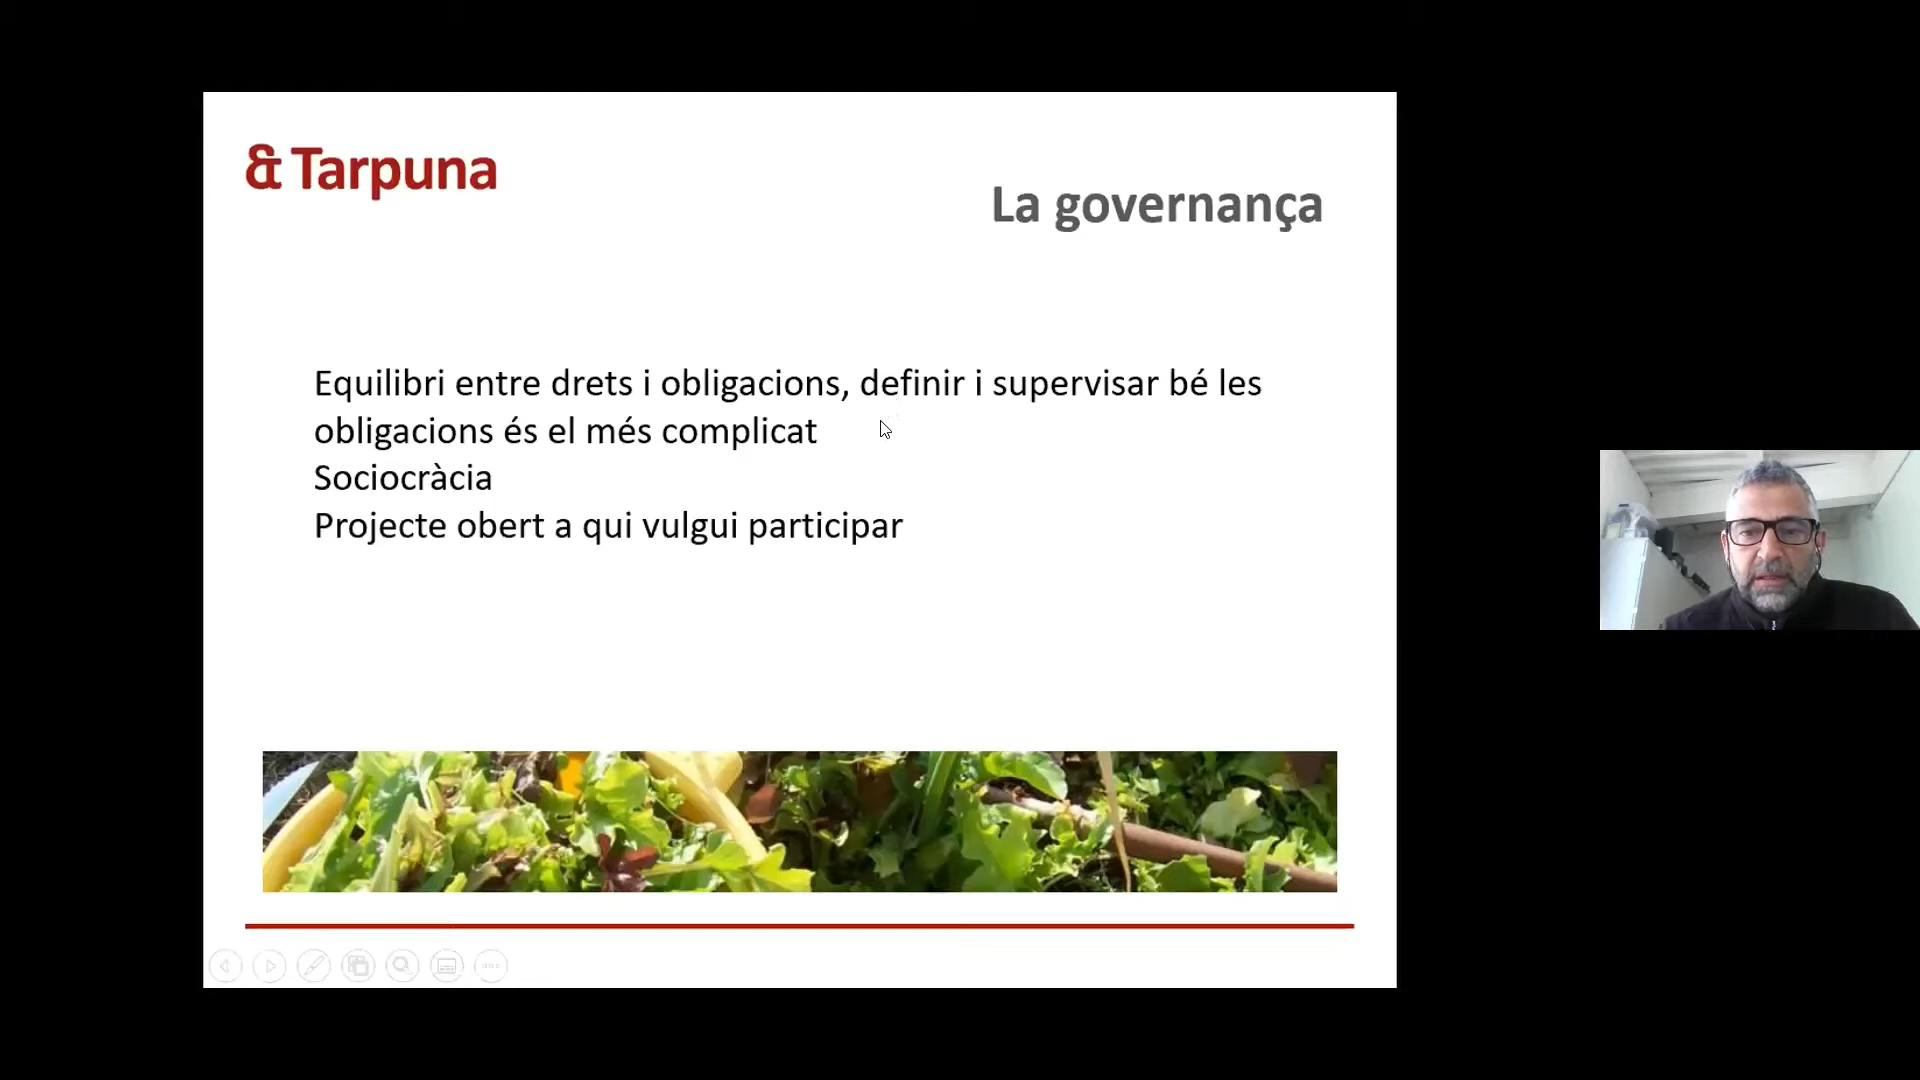 & Tarpuna
La governança
Equilibri entre drets i obligacions, definir i supervisar bé les
obligacions és el més complicat
Sociocràcia
Projecte obert a qui vulgui participar